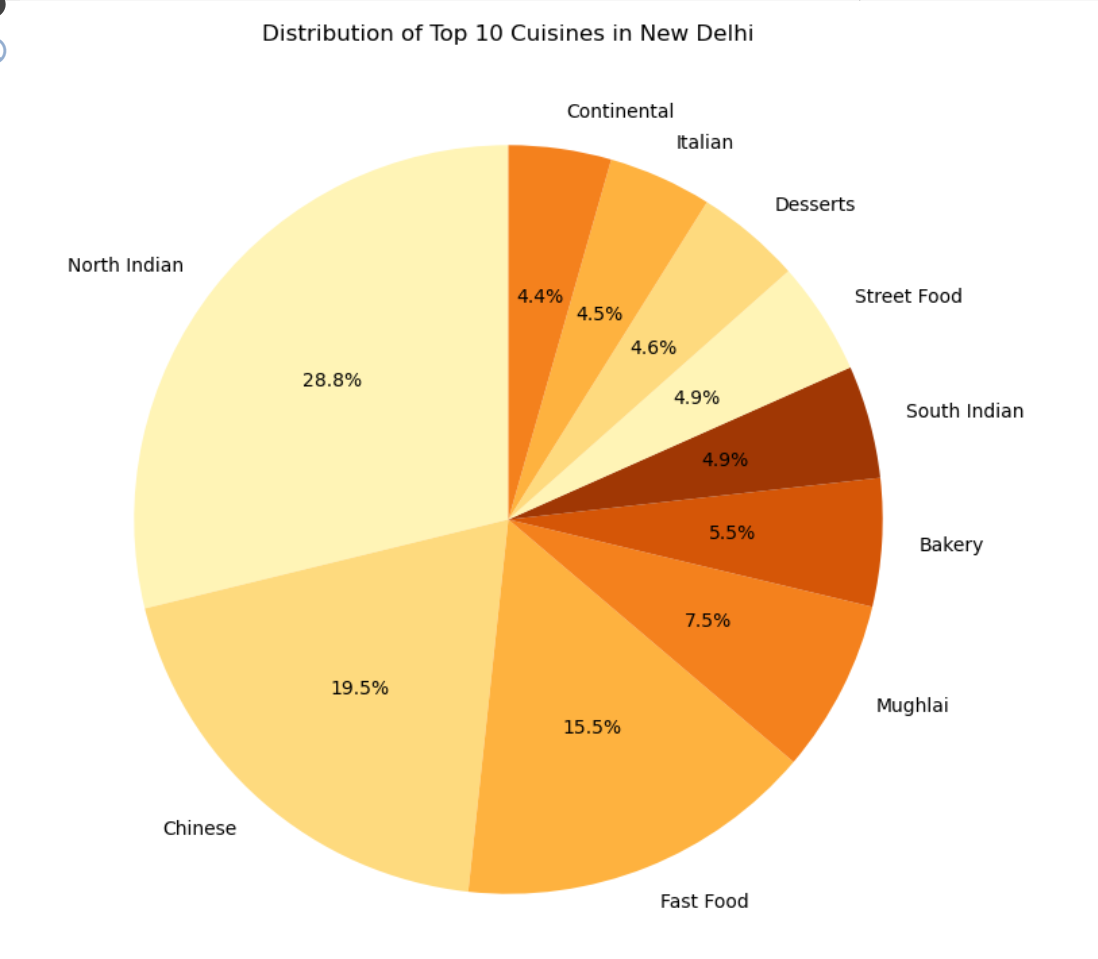 Distribution of Top 10 Cuisines in New Delhi
Continental
Italian
Desserts
North Indian
Street Food
4.4%
4.5%
4.6%
28.8%
4.9%
South Indian
4.9%
5.5%
Bakery
7.5%
19.5%
Mughlai
15.5%
Chinese
Fast Food